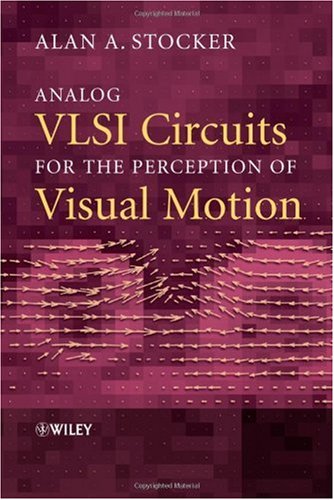 ALAN A. STOCKER
ANALOG
VLSI Circuits
FOR THE PERCEPTION OF
Visual Motion
WILEY